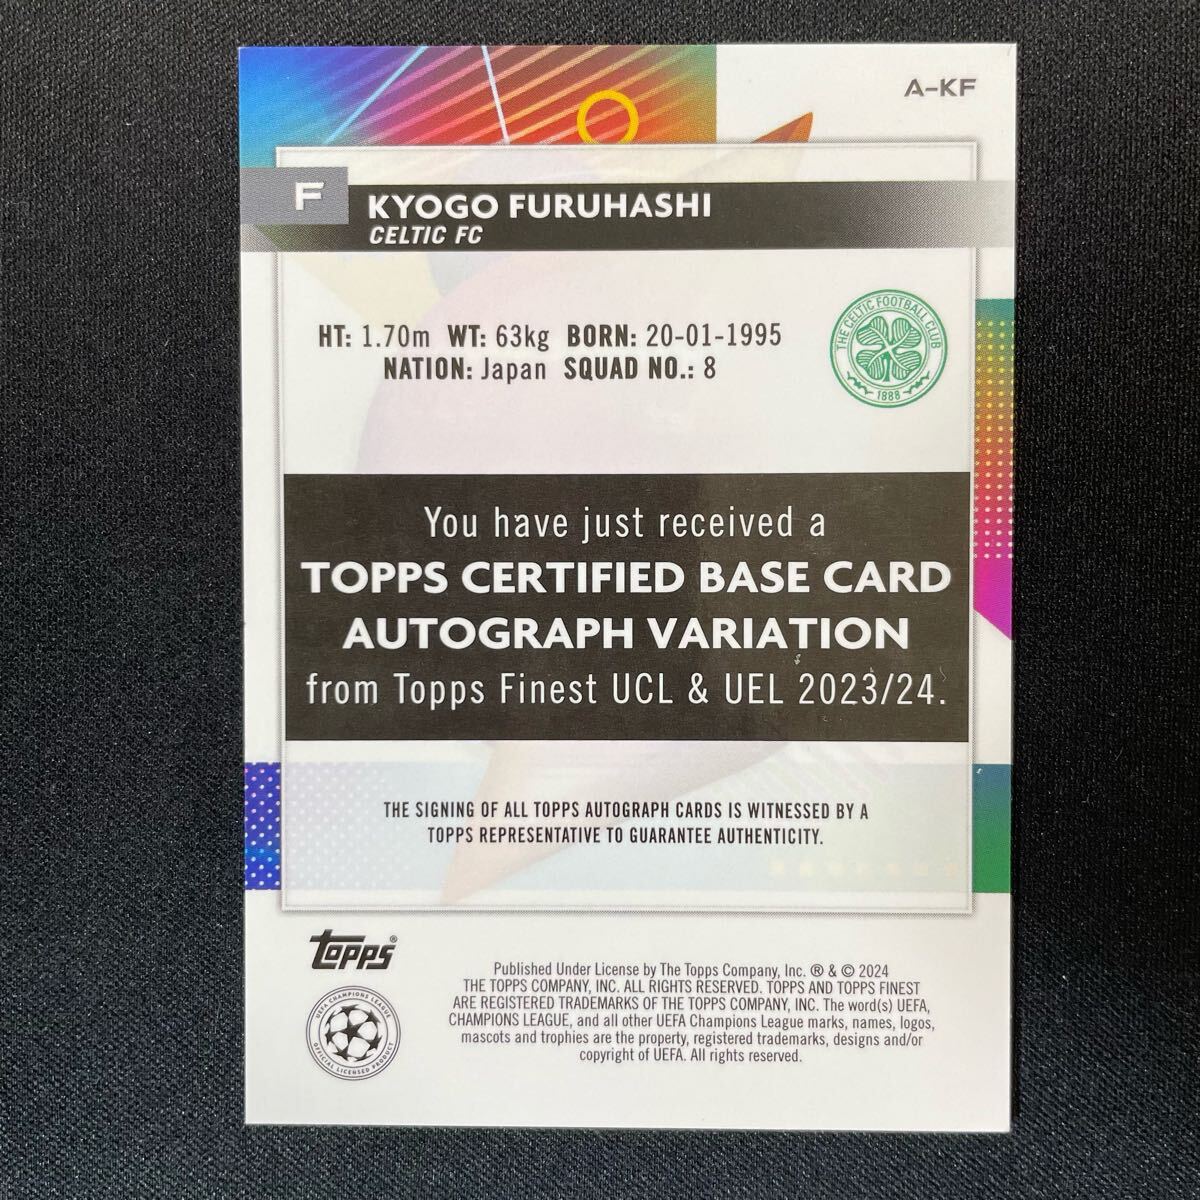 A-KF
F
KYOGO FURUHASHI
CELTIC FC
HT: 1.70m WT: 63kg BORN: 20-01-1995
NATION: Japan SQUAD NO.: 8
THE CELTIC FOOTBALL CLUB
1888
You have just received a
TOPPS CERTIFIED BASE CARD
AUTOGRAPH VARIATION
from Topps Finest UCL & UEL 2023/24.
THE SIGNING OF ALL TOPPS AUTOGRAPH CARDS IS WITNESSED BY A
TOPPS REPRESENTATIVE TO GUARANTEE AUTHENTICITY.
topps®
UEFA CHAMPIONS LEAGUE
OFFICIAL LICENSED PRODUCT
Published Under License by The Topps Company, Inc. ® & © 2024
THE TOPPS COMPANY, INC. ALL RIGHTS RESERVED. TOPPS AND TOPPS FINEST
ARE REGISTERED TRADEMARKS OF THE TOPPS COMPANY, INC. The word(s) UEFA,
CHAMPIONS LEAGUE, and all other UEFA Champions League marks, names, logos,
mascots and trophies are the property, registered trademarks, designs and/or
copyright of UEFA. All rights reserved.